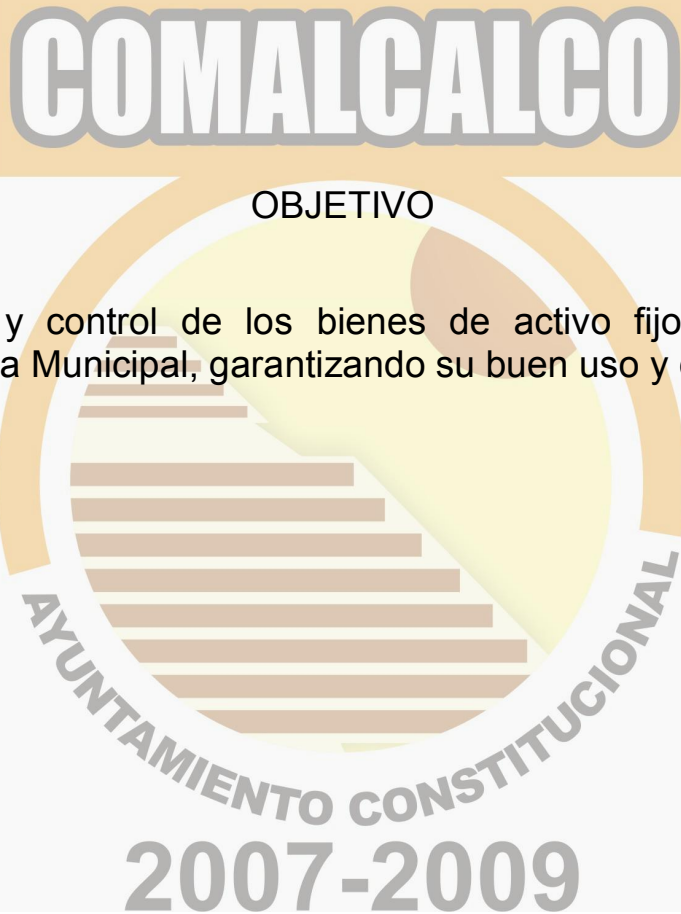 COMALCALCO
OBJETIVO
y control de los bienes de activo fijo
a Municipal, garantizando su buen uso y
AYUNTAMIENTO CONSTITUCIONAL
2007-2009